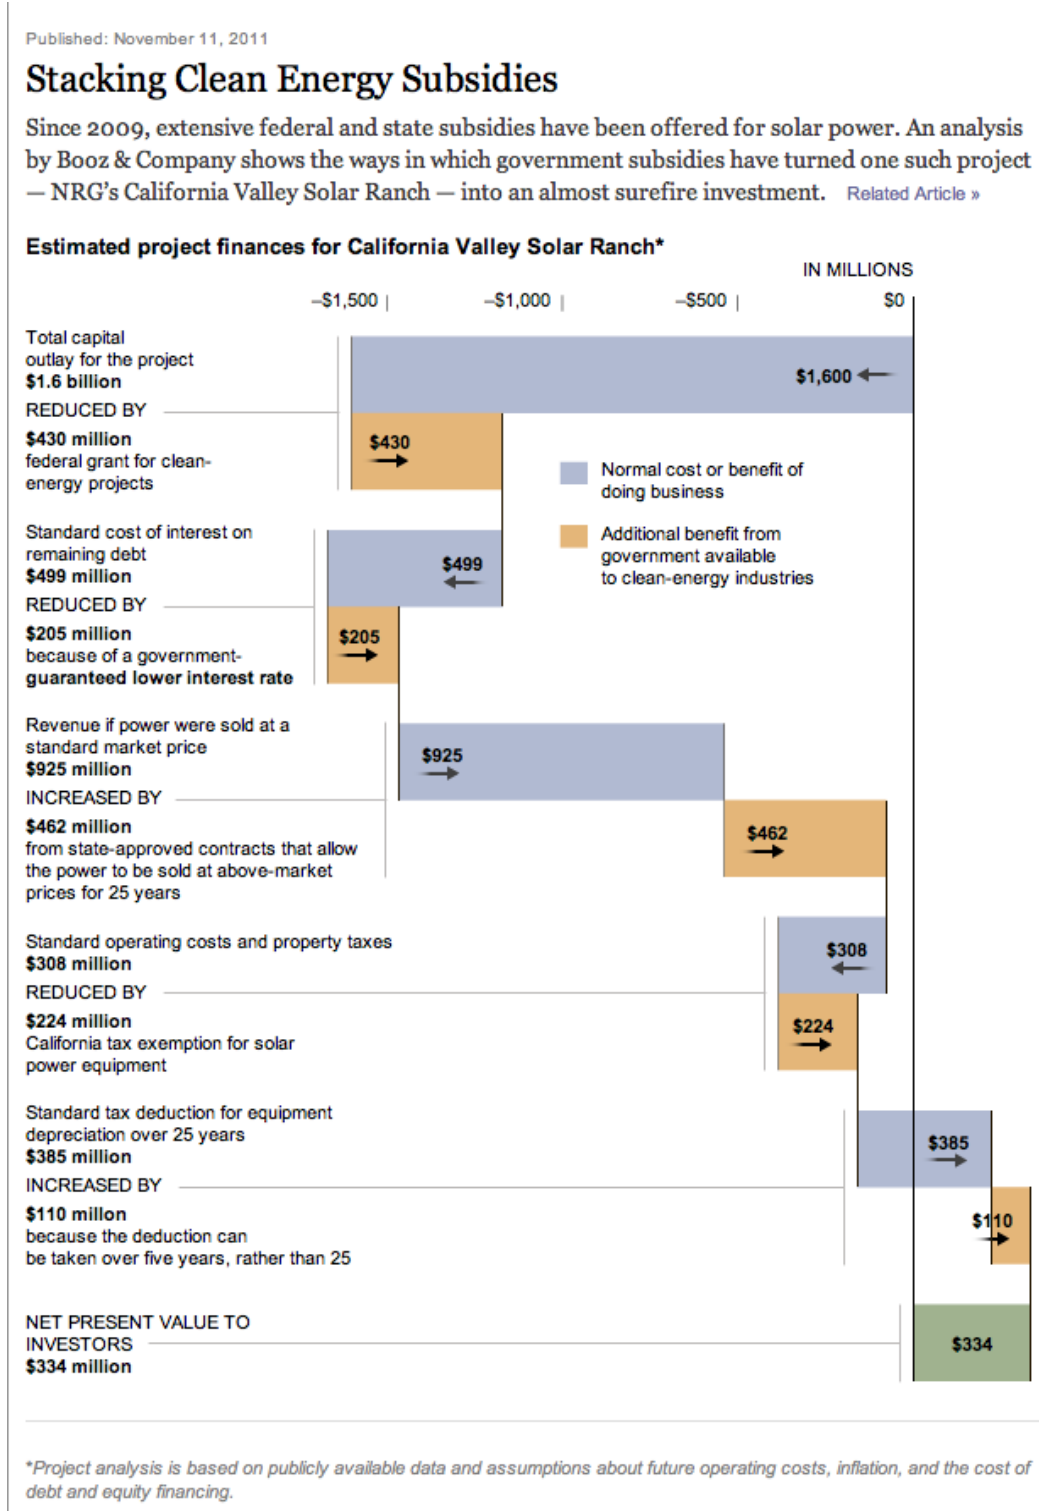 Published: November 11, 2011
Stacking Clean Energy Subsidies
Since 2009, extensive federal and state subsidies have been offered for solar power. An analysis
by Booz & Company shows the ways in which government subsidies have turned one such project
— NRG's California Valley Solar Ranch — into an almost surefire investment. Related Article »
Estimated project finances for California Valley Solar Ranch*
IN MILLIONS
–$1,500 –$1,000 –$500 $0
Total capital
outlay for the project
$1.6 billion
$1,600
REDUCED BY
$430 million
federal grant for clean-
energy projects
$430
Normal cost or benefit of
doing business
Additional benefit from
government available
to clean-energy industries
Standard cost of interest on
remaining debt
$499 million
$499
REDUCED BY
$205 million
because of a government-
guaranteed lower interest rate
$205
Revenue if power were sold at a
standard market price
$925 million
$925
INCREASED BY
$462 million
from state-approved contracts that allow
the power to be sold at above-market
prices for 25 years
$462
Standard operating costs and property taxes
$308 million
$308
REDUCED BY
$224 million
California tax exemption for solar
power equipment
$224
Standard tax deduction for equipment
depreciation over 25 years
$385 million
$385
INCREASED BY
$110 millon
because the deduction can
be taken over five years, rather than 25
$110
NET PRESENT VALUE TO
INVESTORS
$334 million
$334
*Project analysis is based on publicly available data and assumptions about future operating costs, inflation, and the cost of
debt and equity financing.